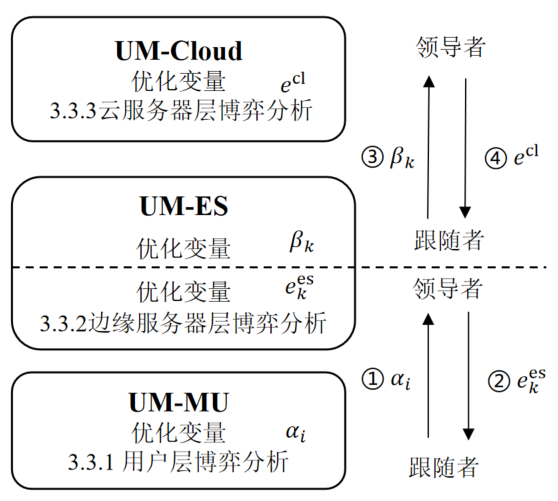 UM-Cloud
优化变量 e^cl
3.3.3云服务器层博弈分析
领导者
③ β_k
④ e^cl
跟随者
UM-ES
优化变量 β_k
优化变量 e_k^es
3.3.2边缘服务器层博弈分析
领导者
① α_i
② e_k^es
跟随者
UM-MU
优化变量 α_i
3.3.1 用户层博弈分析